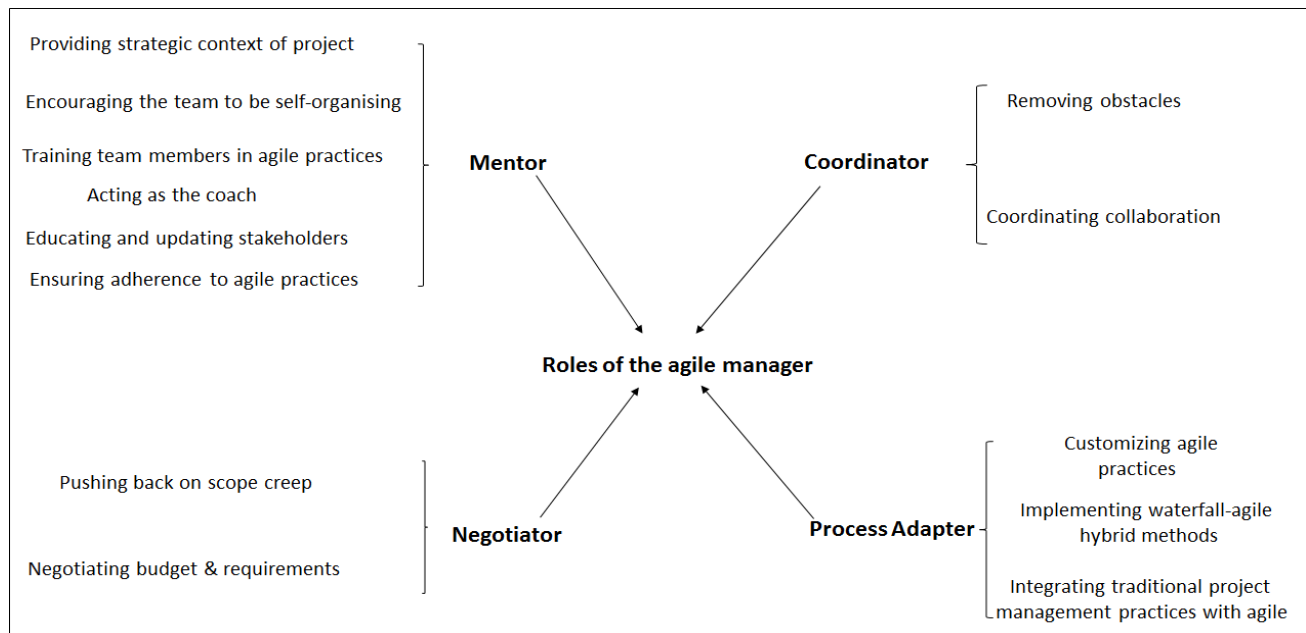 Providing strategic context of project
Encouraging the team to be self-organising
Training team members in agile practices
Acting as the coach
Educating and updating stakeholders
Ensuring adherence to agile practices
Mentor
Coordinator
Removing obstacles
Coordinating collaboration
Roles of the agile manager
Pushing back on scope creep
Negotiating budget & requirements
Negotiator
Process Adapter
Customizing agile
practices
Implementing waterfall-agile
hybrid methods
Integrating traditional project
management practices with agile